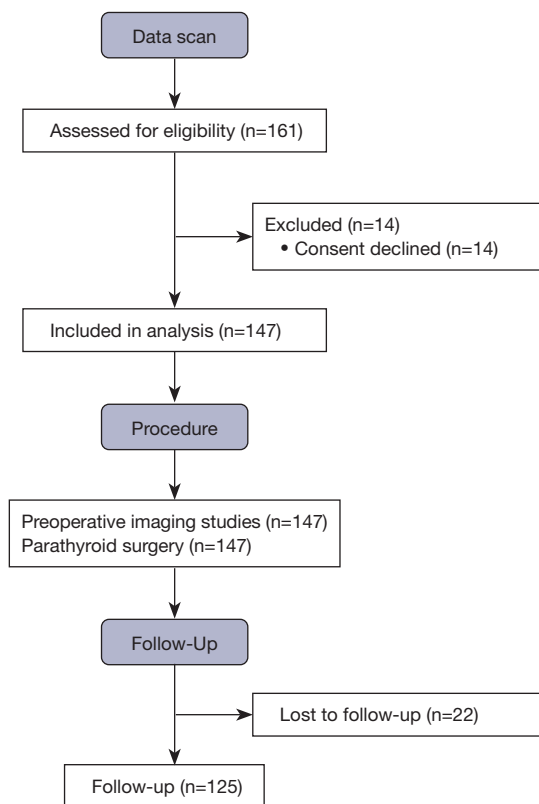 Data scan
Assessed for eligibility (n=161)
Excluded (n=14)
• Consent declined (n=14)
Included in analysis (n=147)
Procedure
Preoperative imaging studies (n=147)
Parathyroid surgery (n=147)
Follow-Up
Lost to follow-up (n=22)
Follow-up (n=125)